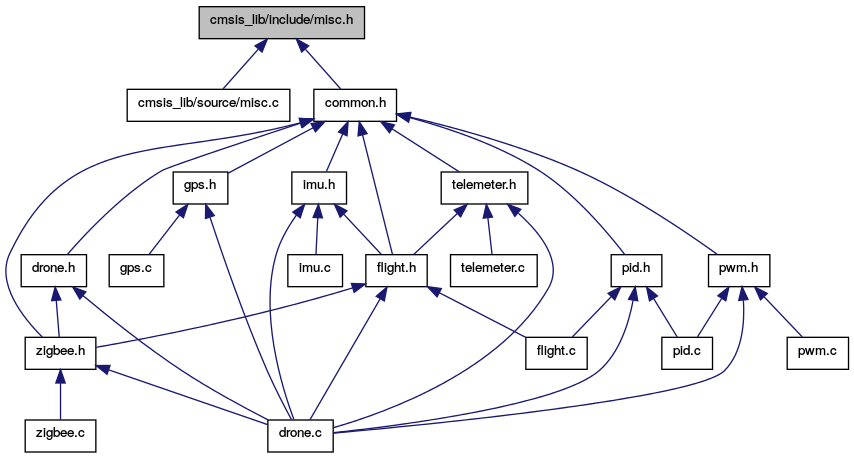 cmsis_lib/include/misc.h
cmsis_lib/source/misc.c
common.h
gps.h
imu.h
telemeter.h
drone.h
gps.c
imu.c
flight.h
telemeter.c
pid.h
pwm.h
zigbee.h
flight.c
pid.c
pwm.c
zigbee.c
drone.c